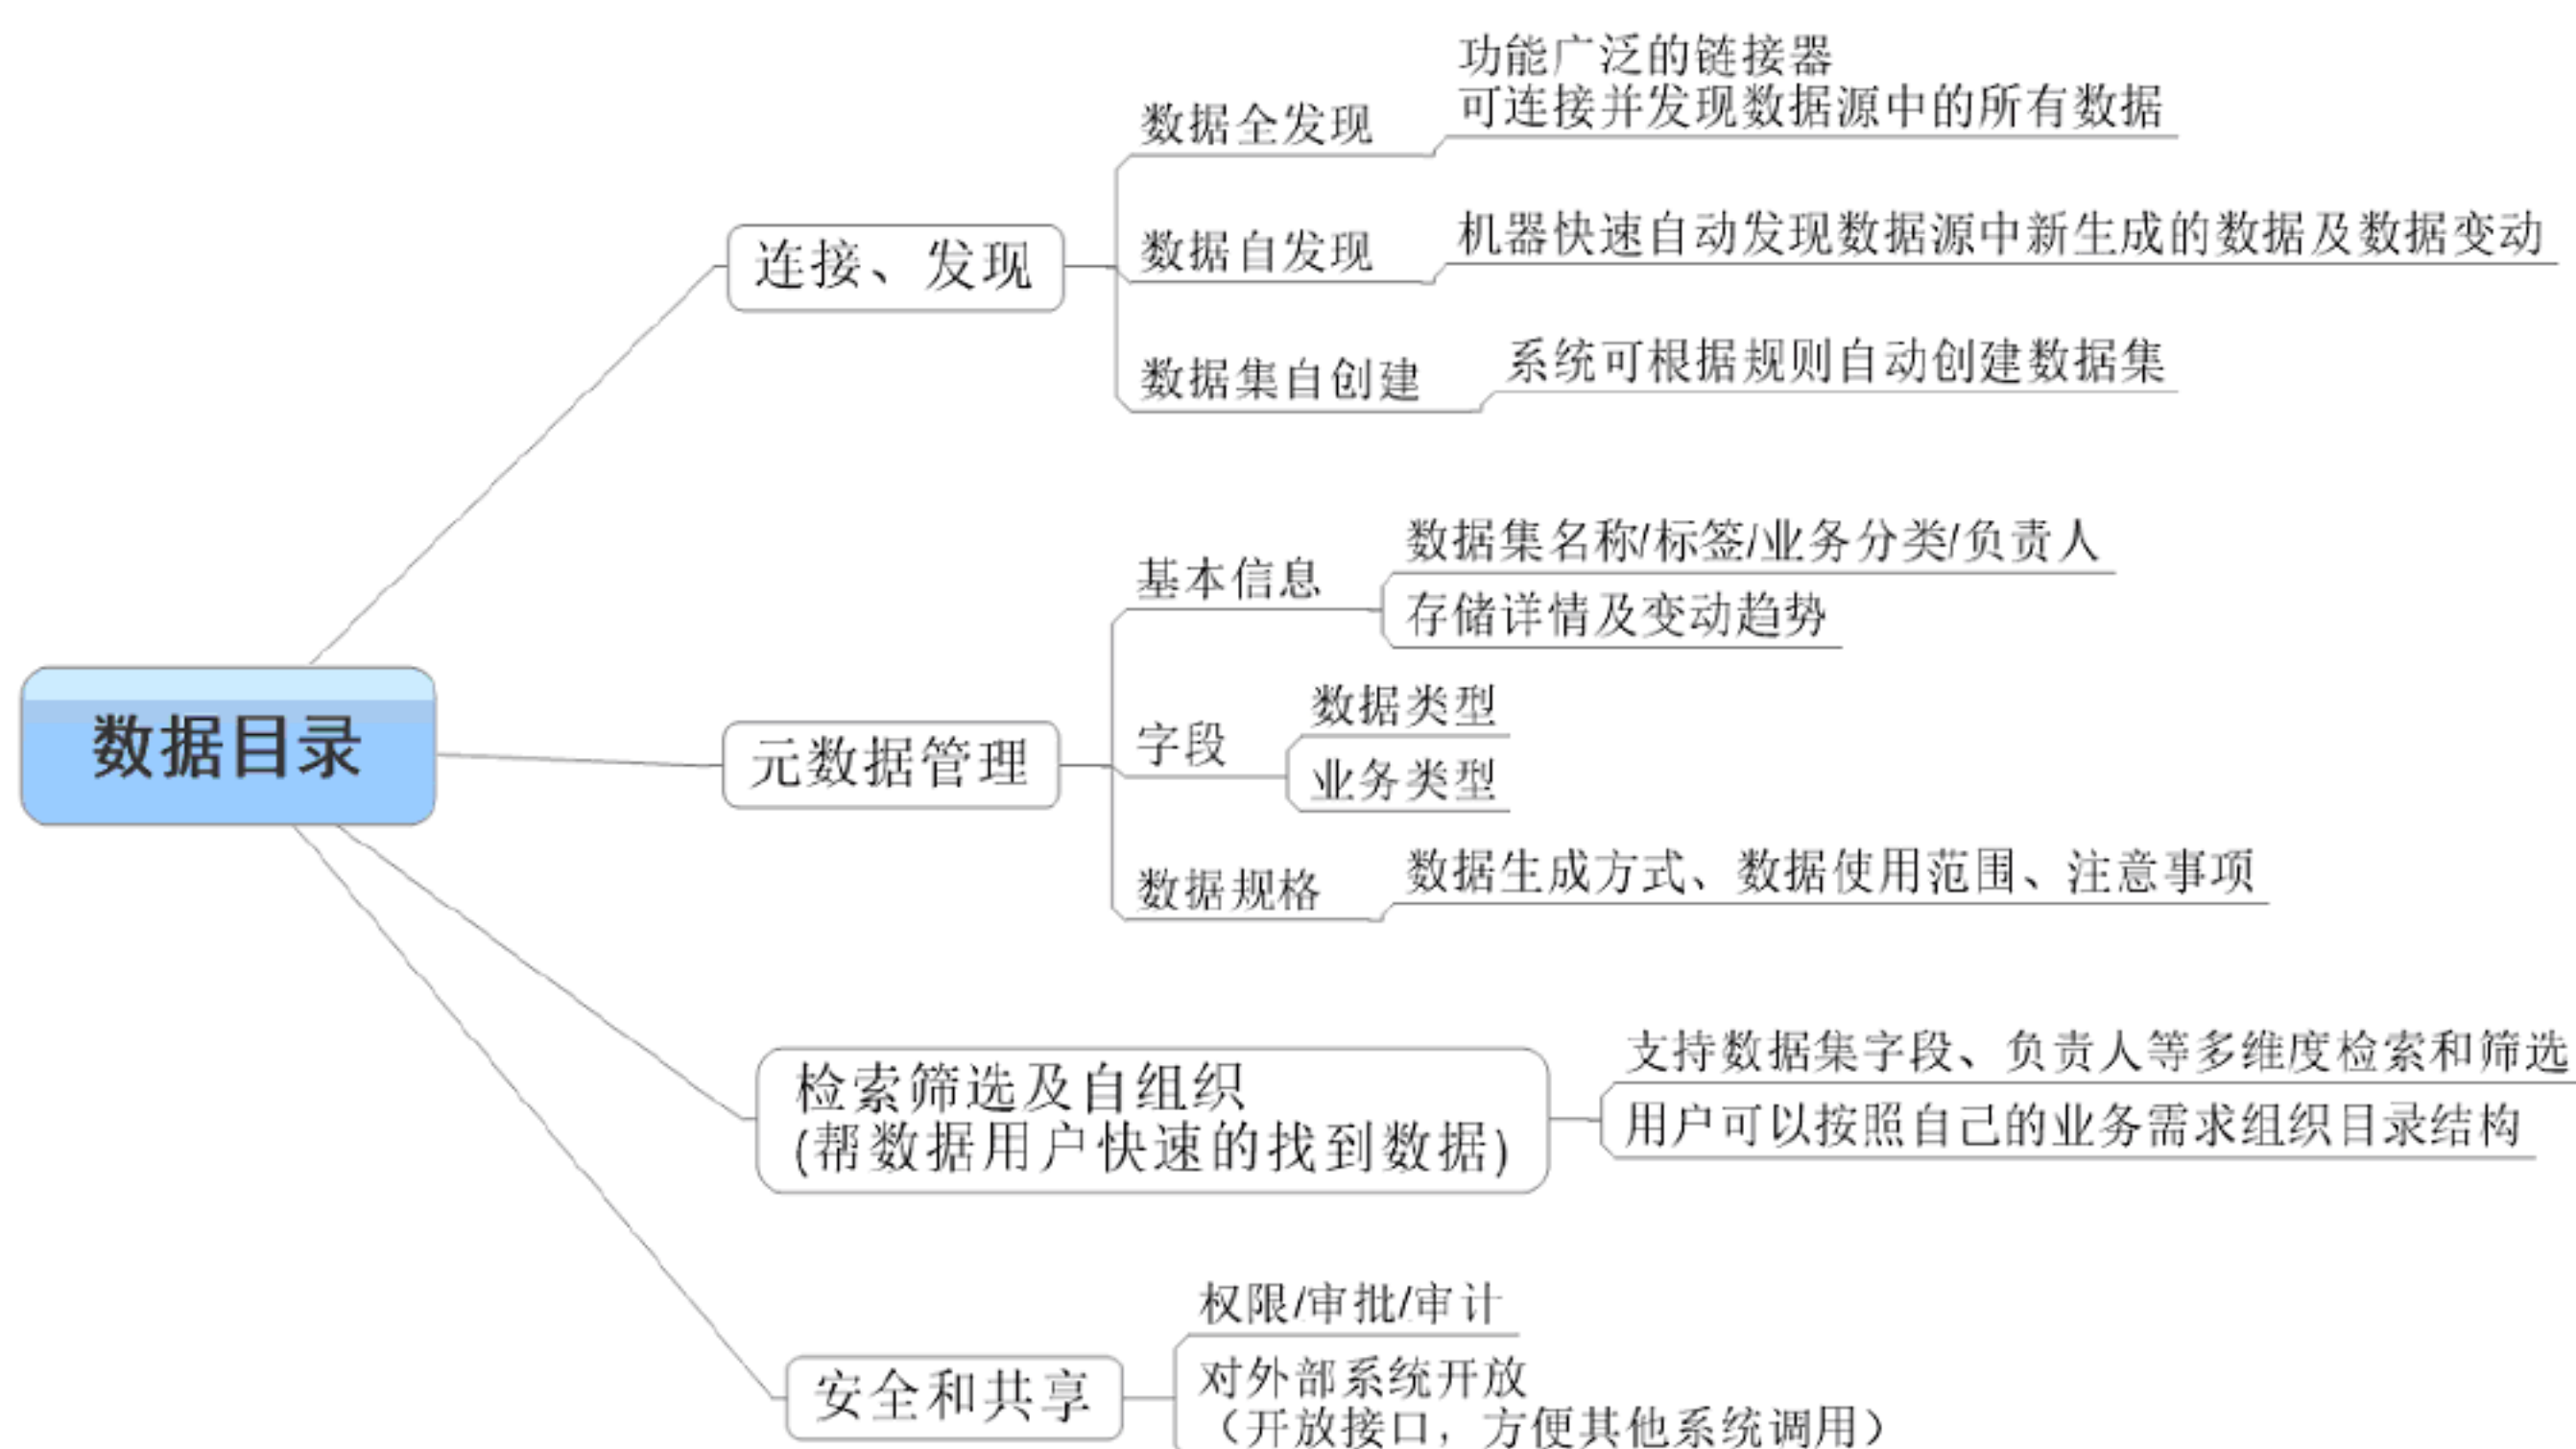 数据目录
连接、发现
数据全发现
功能广泛的链接器
可连接并发现数据源中的所有数据
数据自发现
机器快速自动发现数据源中新生成的数据及数据变动
数据集自创建
系统可根据规则自动创建数据集
元数据管理
基本信息
数据集名称/标签/业务分类/负责人
存储详情及变动趋势
字段
数据类型
业务类型
数据规格
数据生成方式、数据使用范围、注意事项
检索筛选及自组织
(帮数据用户快速的找到数据)
支持数据集字段、负责人等多维度检索和筛选
用户可以按照自己的业务需求组织目录结构
安全和共享
权限/审批/审计
对外部系统开放
（开放接口，方便其他系统调用）